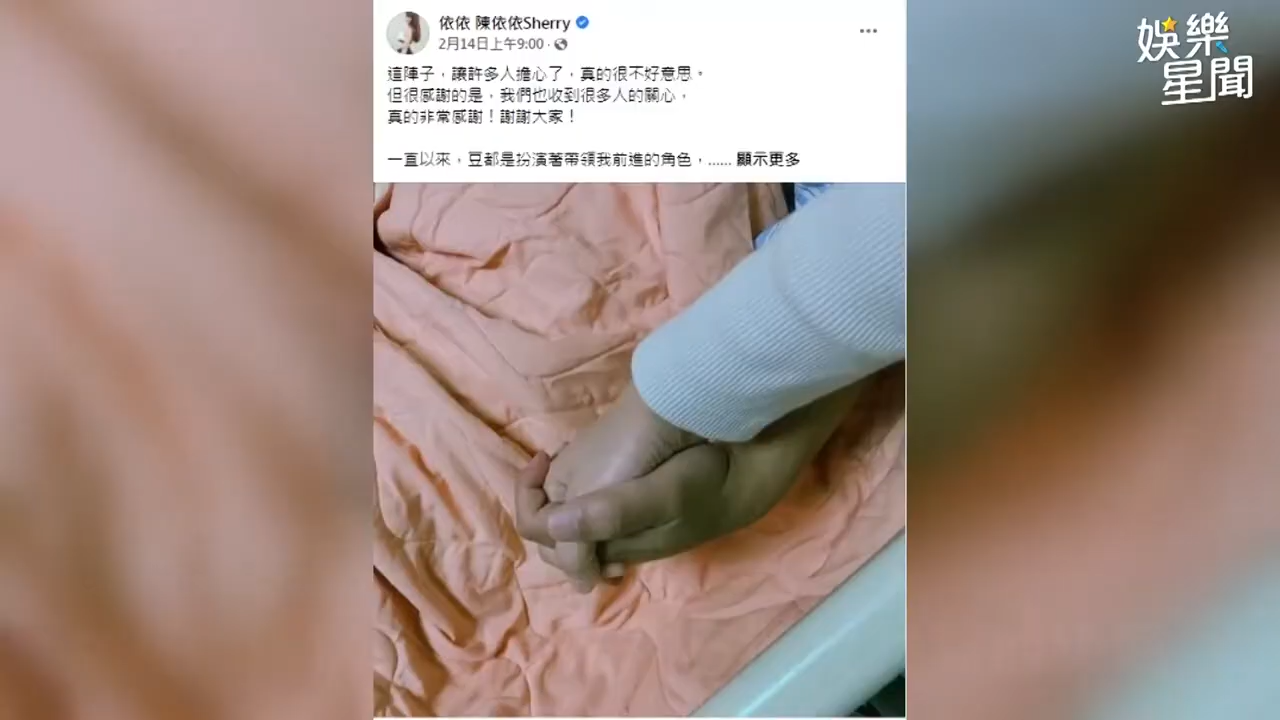 依依 陳依依Sherry
2月14日上午9:00
娛樂
星聞
這陣子，讓許多人擔心了，真的很不好意思。
但很感謝的是，我們也收到很多人的關心，
真的非常感謝！謝謝大家！
一直以來，豆都是扮演著帶領我前進的角色，...... 顯示更多